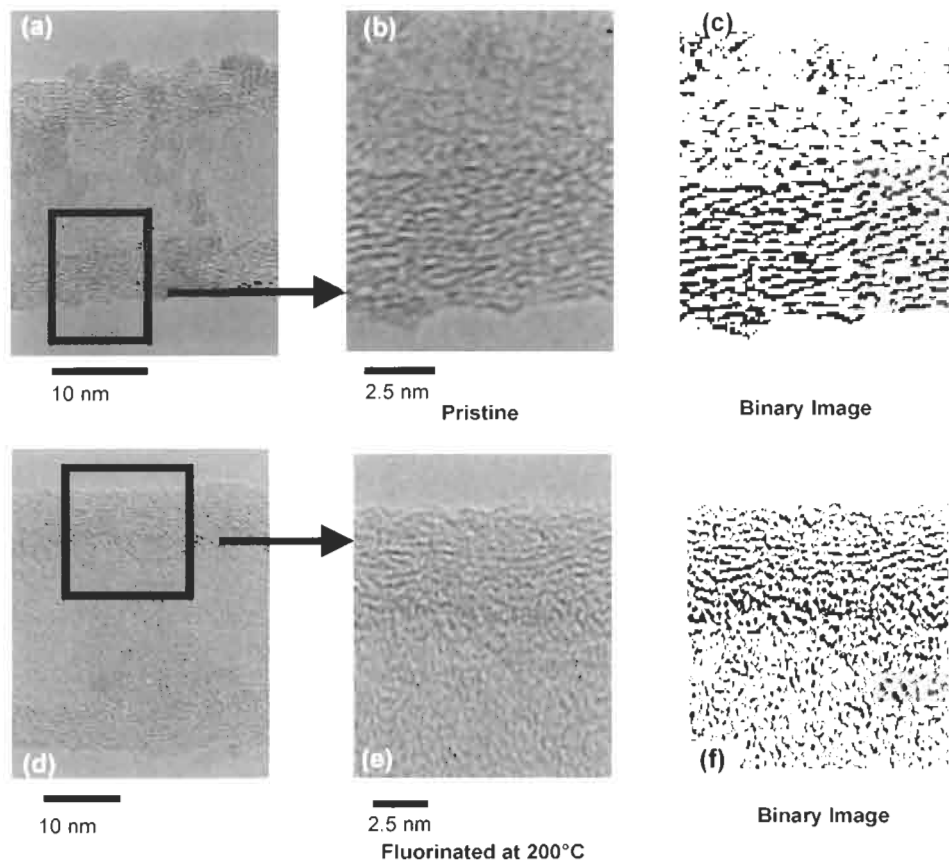 (a)
(b)
(c)
10 nm
2.5 nm
Pristine
Binary Image
(d)
(e)
(f)
10 nm
2.5 nm
Binary Image
Fluorinated at 200°C